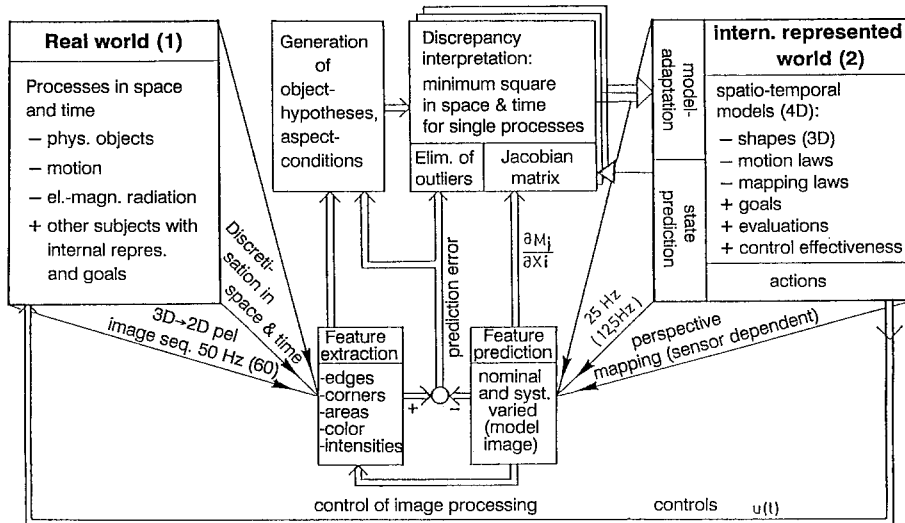 Real world (1)
Processes in space
and time
– phys. objects
– motion
– el.-magn. radiation
+ other subjects with
internal repres.
and goals
Generation
of
object-
hypotheses,
aspect-
conditions
Discrepancy
interpretation:
minimum square
in space & time
for single processes
Elim. of
outliers
Jacobian
matrix
model-
adaptation
state
prediction
intern. represented
world (2)
spatio-temporal
models (4D):
– shapes (3D)
– motion laws
– mapping laws
+ goals
+ evaluations
+ control effectiveness
actions
Discreti-
sation in
space & time
3D→2D pel
image seq. 50 Hz (60)
prediction error
∂Mj
∂Xi
25 Hz
(12.5Hz)
perspective
mapping (sensor dependent)
Feature
extraction
-edges
-corners
-areas
-color
-intensities
+
-
Feature
prediction
nominal
and syst.
varied
(model
image)
control of image processing
controls u(t)